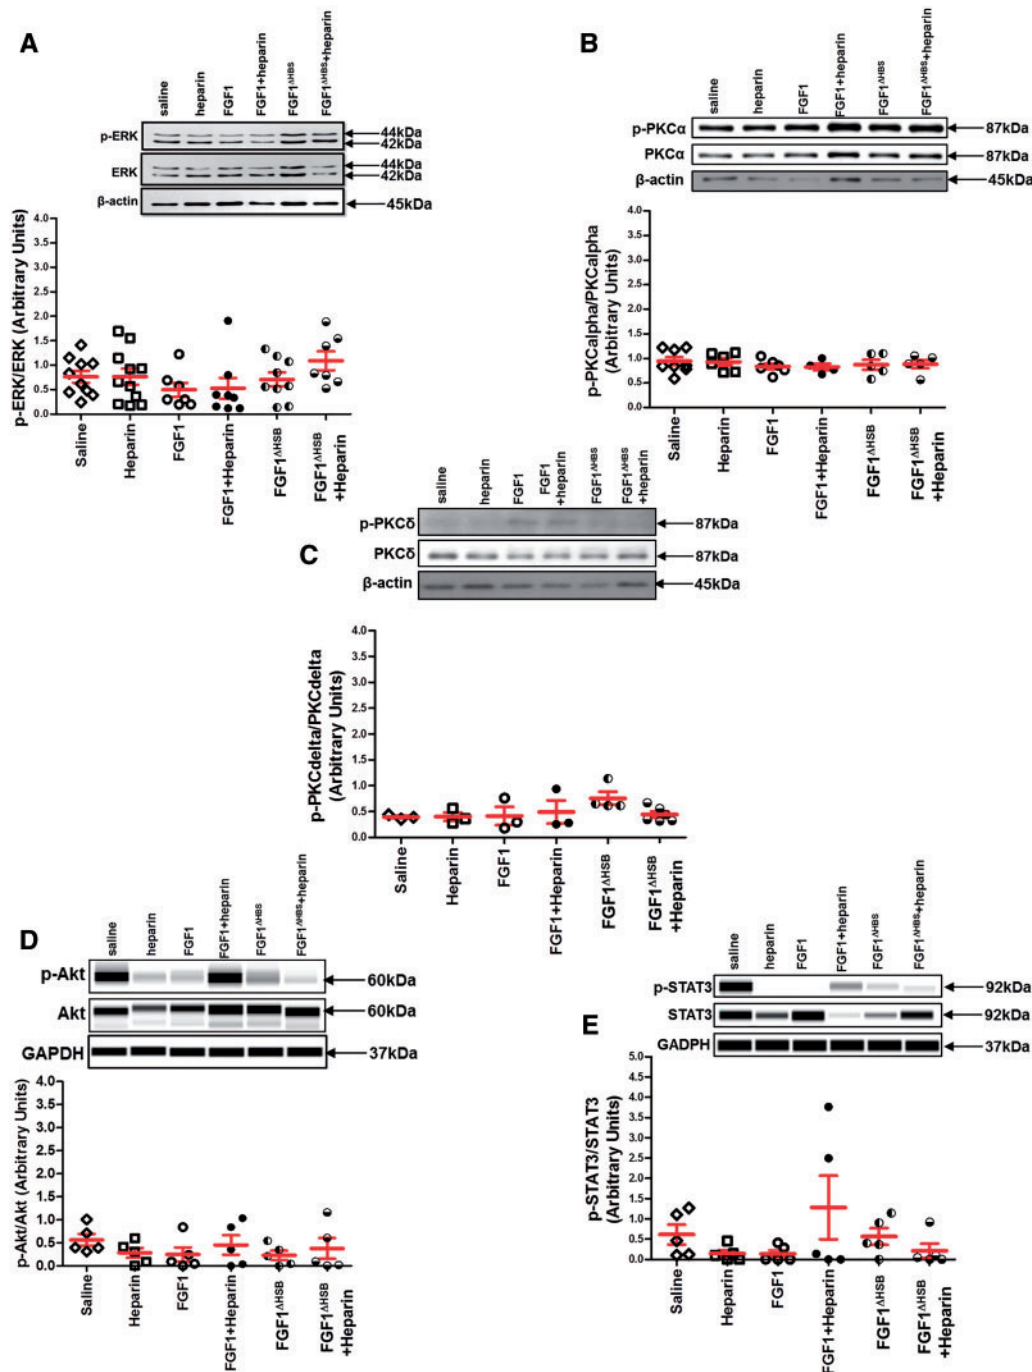 A
saline
heparin
FGF1
FGF1+heparin
FGF1ΔHBS
FGF1ΔHBS+heparin
p-ERK
44kDa
42kDa
ERK
44kDa
42kDa
β-actin
45kDa
p-ERK/ERK (Arbitrary Units)
4.0
3.5
3.0
2.5
2.0
1.5
1.0
0.5
0.0
Saline
Heparin
FGF1
FGF1+Heparin
FGF1ΔHSB
FGF1ΔHSB
+Heparin
B
saline
heparin
FGF1
FGF1+heparin
FGF1ΔHBS
FGF1ΔHBS+heparin
p-PKCα
87kDa
PKCα
87kDa
β-actin
45kDa
p-PKCalpha/PKCalpha
(Arbitrary Units)
4.0
3.5
3.0
2.5
2.0
1.5
1.0
0.5
0.0
Saline
Heparin
FGF1
FGF1+Heparin
FGF1ΔHSB
FGF1ΔHSB
+Heparin
C
saline
heparin
FGF1
FGF1
+heparin
FGF1ΔHBS
FGF1ΔHBS
+heparin
p-PKCδ
87kDa
PKCδ
87kDa
β-actin
45kDa
p-PKCdelta/PKCdelta
(Arbitrary Units)
4.0
3.5
3.0
2.5
2.0
1.5
1.0
0.5
0.0
Saline
Heparin
FGF1
FGF1+Heparin
FGF1ΔHSB
FGF1ΔHSB
+Heparin
D
saline
heparin
FGF1
FGF1+heparin
FGF1ΔHBS
FGF1ΔHBS+heparin
p-Akt
60kDa
Akt
60kDa
GAPDH
37kDa
p-Akt/Akt (Arbitrary Units)
4.0
3.5
3.0
2.5
2.0
1.5
1.0
0.5
0.0
Saline
Heparin
FGF1
FGF1+Heparin
FGF1ΔHSB
FGF1ΔHSB
+Heparin
E
saline
heparin
FGF1
FGF1+heparin
FGF1ΔHBS
FGF1ΔHBS+heparin
p-STAT3
92kDa
STAT3
92kDa
GADPH
37kDa
p-STAT3/STAT3
(Arbitrary Units)
5.0
4.5
4.0
3.5
3.0
2.5
2.0
1.5
1.0
0.5
0.0
Saline
Heparin
FGF1
FGF1+Heparin
FGF1ΔHSB
FGF1ΔHSB
+Heparin